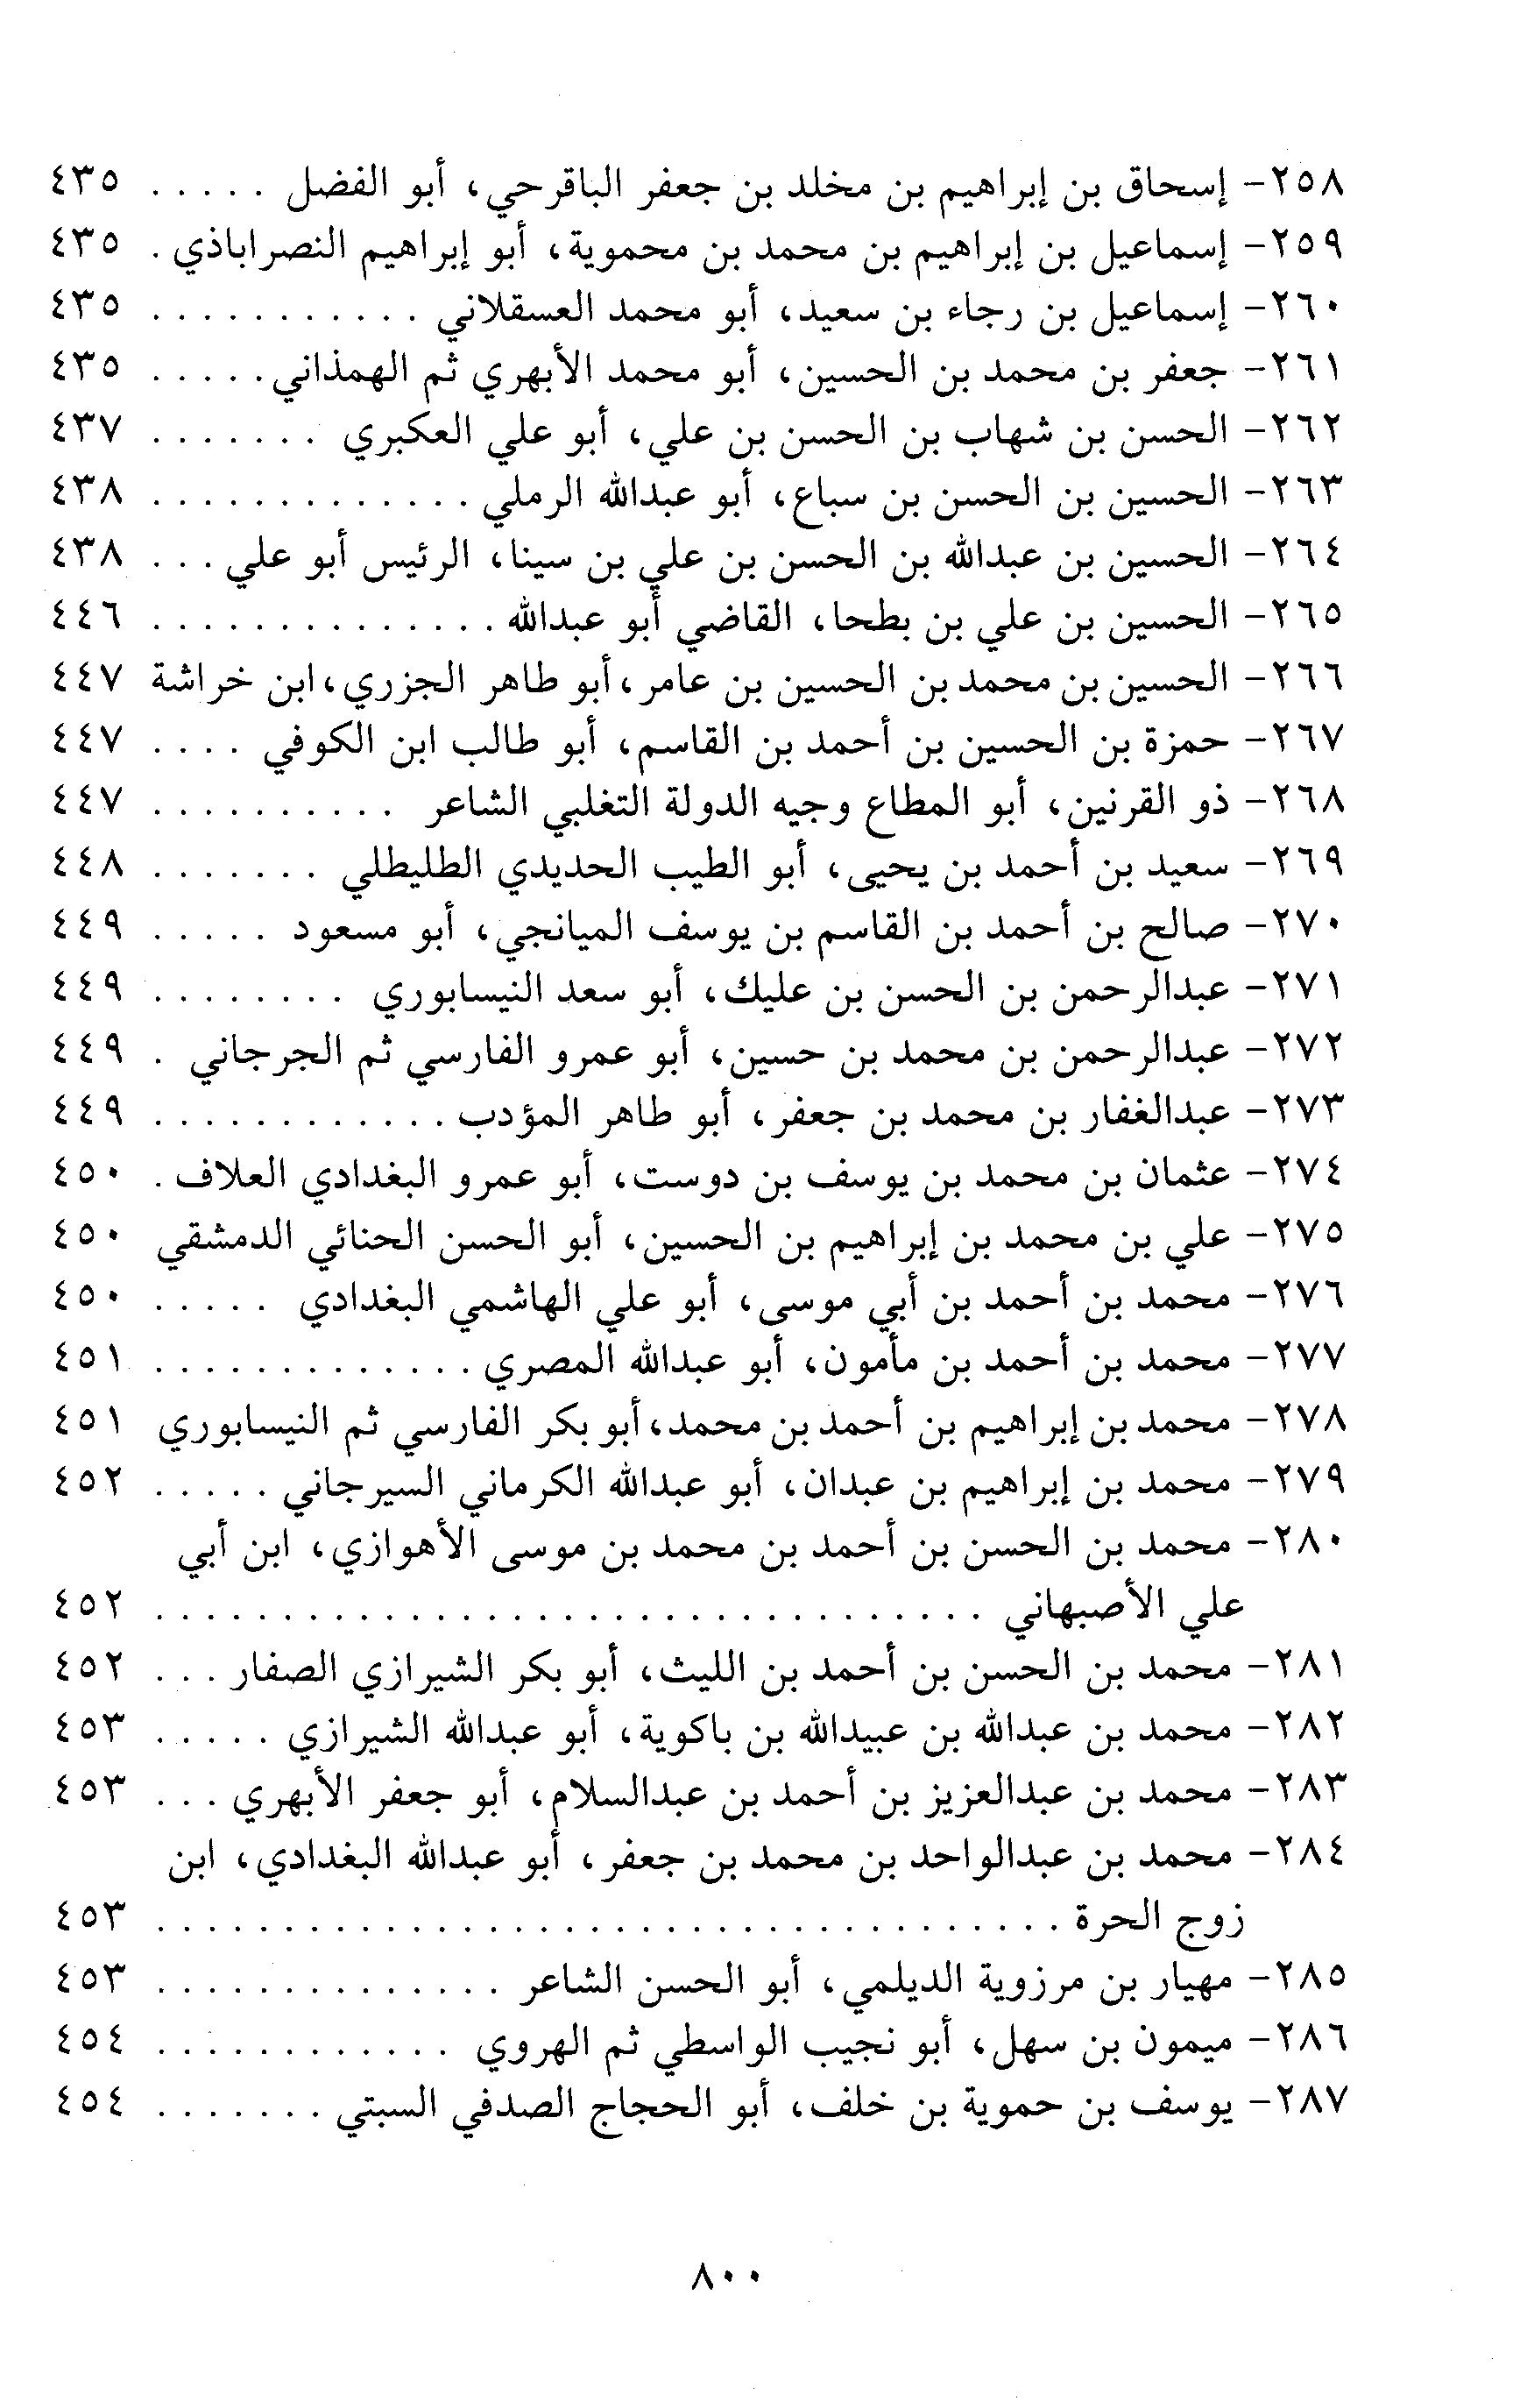 ٢٥٨- إسحاق بن إبراهيم بن مخلد بن جعفر الباقرحي، أبو الفضل . . . . . ٤٣٥
٢٥٩- إسماعيل بن إبراهيم بن محمد بن محموية، أبو إبراهيم النصراباذي . ٤٣٥
٢٦٠- إسماعيل بن رجاء بن سعيد، أبو محمد العسقلاني . . . . . . . . . . . ٤٣٥
٢٦١- جعفر بن محمد بن الحسين، أبو محمد الأبهري ثم الهمذاني . . . . . ٤٣٥
٢٦٢- الحسن بن شهاب بن الحسن بن علي، أبو علي العكبري . . . . . . . ٤٣٧
٢٦٣- الحسين بن الحسن بن سباع، أبو عبدالله الرملي . . . . . . . . . . . . . ٤٣٨
٢٦٤- الحسين بن عبدالله بن الحسن بن علي بن سينا، الرئيس أبو علي . . . ٤٣٨
٢٦٥- الحسين بن علي بن بطحا، القاضي أبو عبدالله . . . . . . . . . . . . . . ٤٤٦
٢٦٦- الحسين بن محمد بن الحسين بن عامر، أبو طاهر الجزري، ابن خراشة ٤٤٧
٢٦٧- حمزة بن الحسين بن أحمد بن القاسم، أبو طالب ابن الكوفي . . . . ٤٤٧
٢٦٨- ذو القرنين، أبو المطاع وجيه الدولة التغلبي الشاعر . . . . . . . . . . ٤٤٧
٢٦٩- سعيد بن أحمد بن يحيى، أبو الطيب الحديدي الطليطلي . . . . . . . ٤٤٨
٢٧٠- صالح بن أحمد بن القاسم بن يوسف الميانجي، أبو مسعود . . . . . ٤٤٩
٢٧١- عبدالرحمن بن الحسن بن عليك، أبو سعد النيسابوري . . . . . . . . ٤٤٩
٢٧٢- عبدالرحمن بن محمد بن حسين، أبو عمرو الفارسي ثم الجرجاني . ٤٤٩
٢٧٣- عبدالغفار بن محمد بن جعفر، أبو طاهر المؤدب . . . . . . . . . . . . ٤٤٩
٢٧٤- عثمان بن محمد بن يوسف بن دوست، أبو عمرو البغدادي العلاف . ٤٥٠
٢٧٥- علي بن محمد بن إبراهيم بن الحسين، أبو الحسن الحنائي الدمشقي ٤٥٠
٢٧٦- محمد بن أحمد بن أبي موسى، أبو علي الهاشمي البغدادي . . . . . ٤٥٠
٢٧٧- محمد بن أحمد بن مأمون، أبو عبدالله المصري . . . . . . . . . . . . . ٤٥١
٢٧٨- محمد بن إبراهيم بن أحمد بن محمد، أبو بكر الفارسي ثم النيسابوري ٤٥١
٢٧٩- محمد بن إبراهيم بن عبدان، أبو عبدالله الكرماني السيرجاني . . . . . ٤٥٢
٢٨٠- محمد بن الحسن بن أحمد بن محمد بن موسى الأهوازي، ابن أبي
علي الأصبهاني . . . . . . . . . . . . . . . . . . . . . . . . . . . . . . . . . ٤٥٢
٢٨١- محمد بن الحسن بن أحمد بن الليث، أبو بكر الشيرازي الصفار . . . ٤٥٢
٢٨٢- محمد بن عبدالله بن عبيدالله بن باكوية، أبو عبدالله الشيرازي . . . . . ٤٥٣
٢٨٣- محمد بن عبدالعزيز بن أحمد بن عبدالسلام، أبو جعفر الأبهري . . . ٤٥٣
٢٨٤- محمد بن عبدالواحد بن محمد بن جعفر، أبو عبدالله البغدادي، ابن
زوج الحرة . . . . . . . . . . . . . . . . . . . . . . . . . . . . . . . . . . . . ٤٥٣
٢٨٥- مهيار بن مرزوية الديلمي، أبو الحسن الشاعر . . . . . . . . . . . . . . ٤٥٣
٢٨٦- ميمون بن سهل، أبو نجيب الواسطي ثم الهروي . . . . . . . . . . . . ٤٥٤
٢٨٧- يوسف بن حموية بن خلف، أبو الحجاج الصدفي السبتي . . . . . . . ٤٥٤
٨٠٠